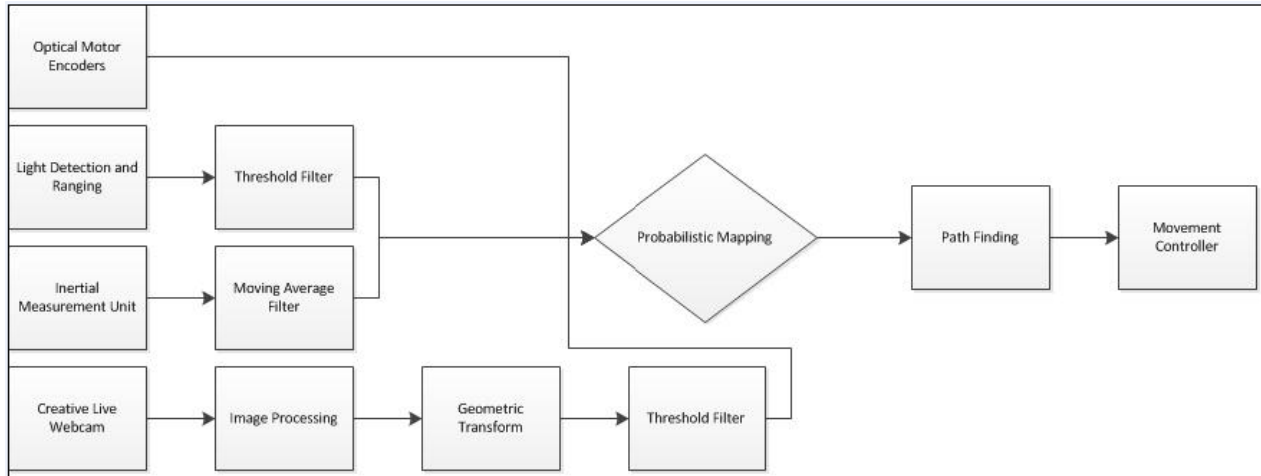 Optical Motor
Encoders
Light Detection and
Ranging
Threshold Filter
Probabilistic Mapping
Path Finding
Movement
Controller
Inertial
Measurement Unit
Moving Average
Filter
Creative Live
Webcam
Image Processing
Geometric
Transform
Threshold Filter